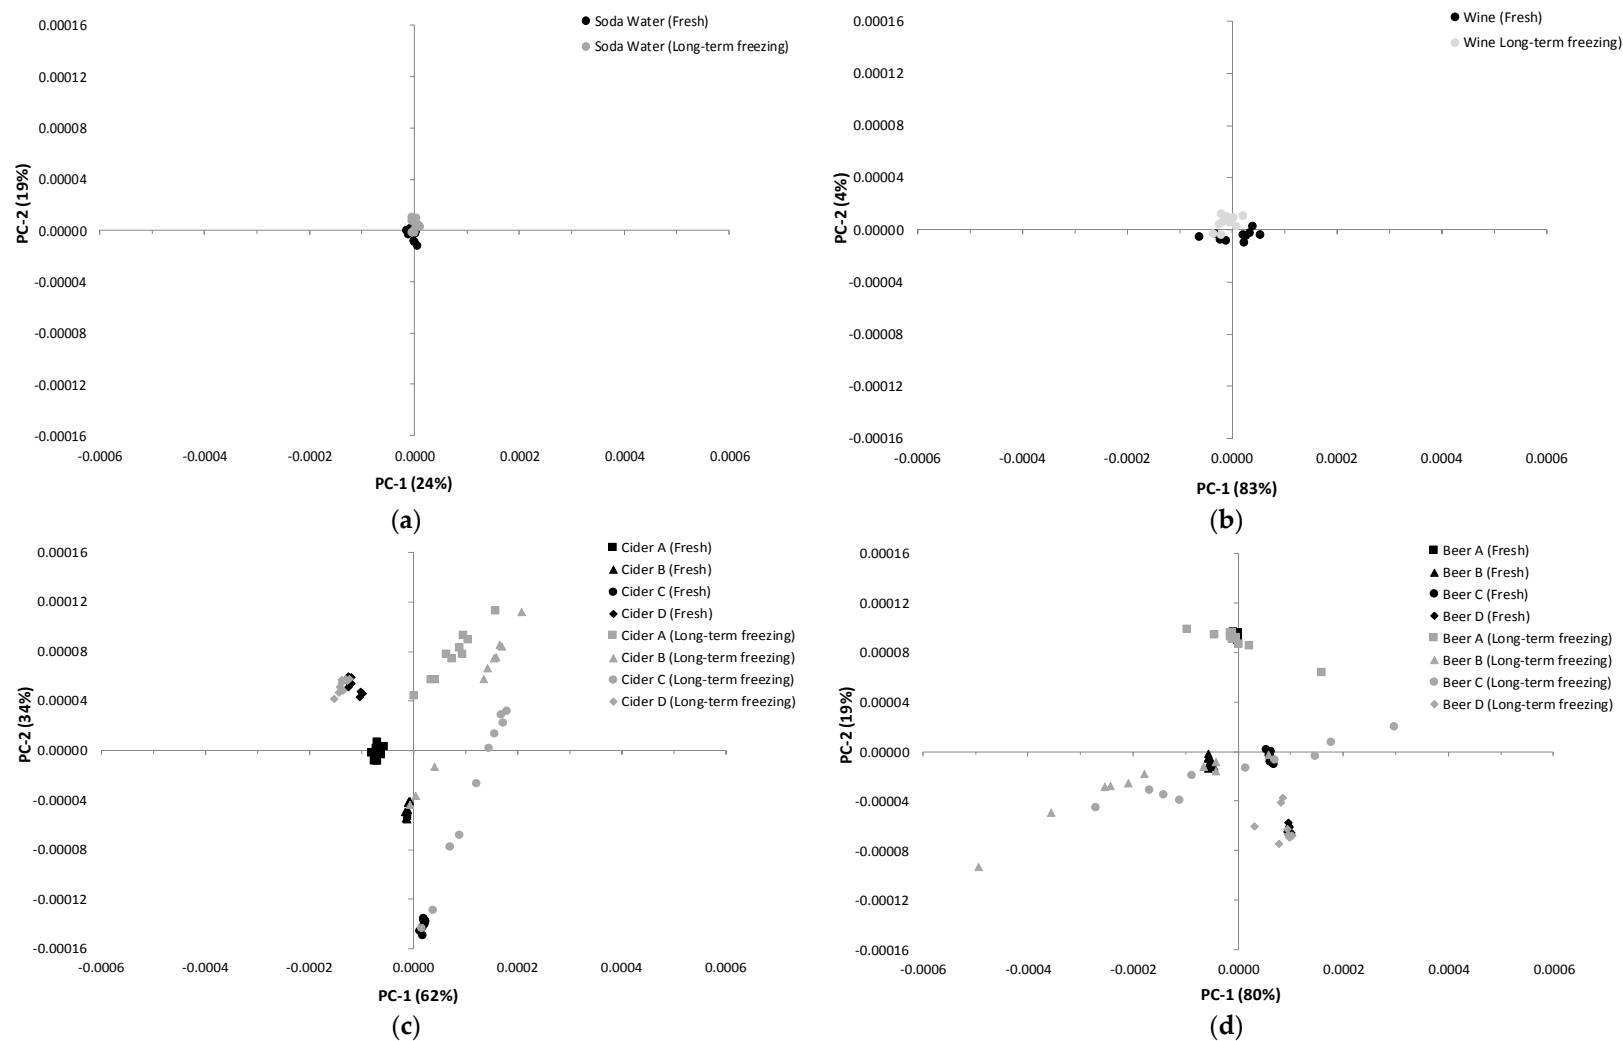 0.00016
0.00012
0.00008
0.00004
0.00000
-0.00004
-0.00008
-0.00012
-0.00016
PC-2 (19%)
-0.0006 -0.0004 -0.0002 0.0000 0.0002 0.0004 0.0006
PC-1 (24%)
Soda Water (Fresh)
Soda Water (Long-term freezing)
(a)
0.00016
0.00012
0.00008
0.00004
0.00000
-0.00004
-0.00008
-0.00012
-0.00016
PC-2 (4%)
-0.0006 -0.0004 -0.0002 0.0000 0.0002 0.0004 0.0006
PC-1 (83%)
Wine (Fresh)
Wine Long-term freezing)
(b)
0.00016
0.00012
0.00008
0.00004
0.00000
-0.00004
-0.00008
-0.00012
-0.00016
PC-2 (34%)
-0.0006 -0.0004 -0.0002 0.0000 0.0002 0.0004 0.0006
PC-1 (62%)
Cider A (Fresh)
Cider B (Fresh)
Cider C (Fresh)
Cider D (Fresh)
Cider A (Long-term freezing)
Cider B (Long-term freezing)
Cider C (Long-term freezing)
Cider D (Long-term freezing)
(c)
0.00016
0.00012
0.00008
0.00004
0.00000
-0.00004
-0.00008
-0.00012
-0.00016
PC-2 (19%)
-0.0006 -0.0004 -0.0002 0.0000 0.0002 0.0004 0.0006
PC-1 (80%)
Beer A (Fresh)
Beer B (Fresh)
Beer C (Fresh)
Beer D (Fresh)
Beer A (Long-term freezing)
Beer B (Long-term freezing)
Beer C (Long-term freezing)
Beer D (Long-term freezing)
(d)